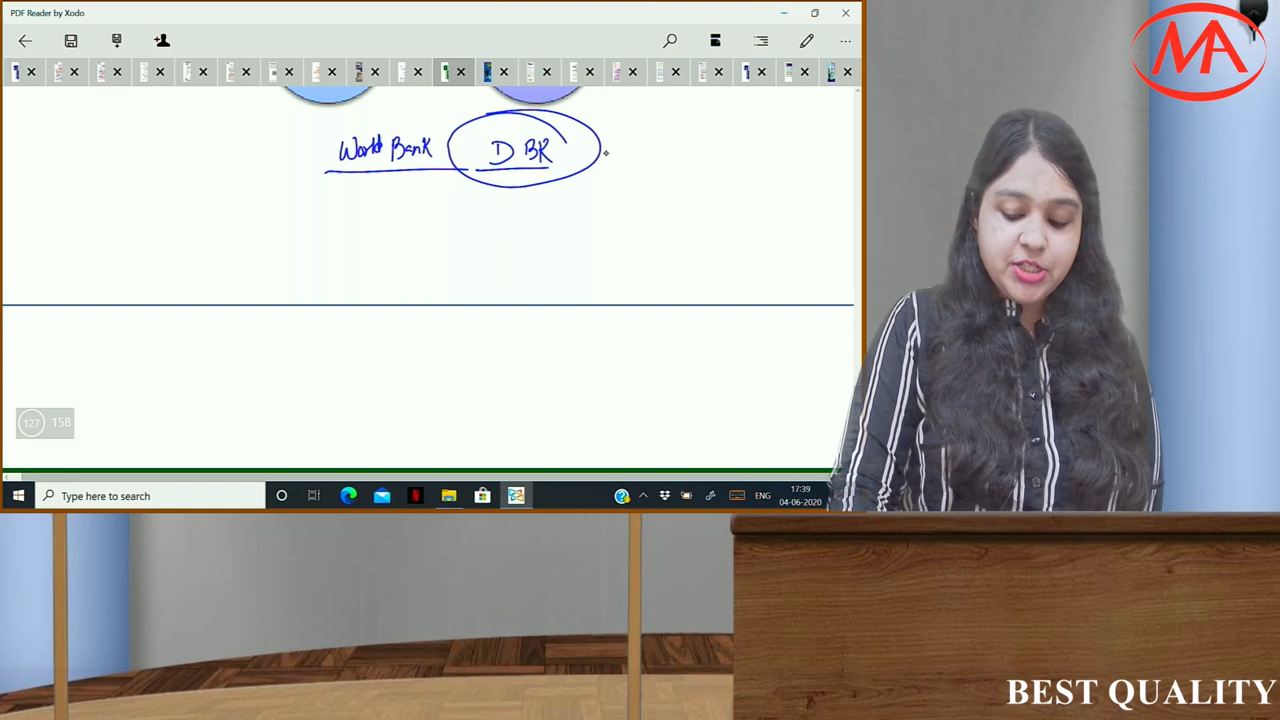 PDF Reader by Xodo
MA
World Bank D BR
127 158
Type here to search
ENG
17:39
04-06-2020
BEST QUALITY